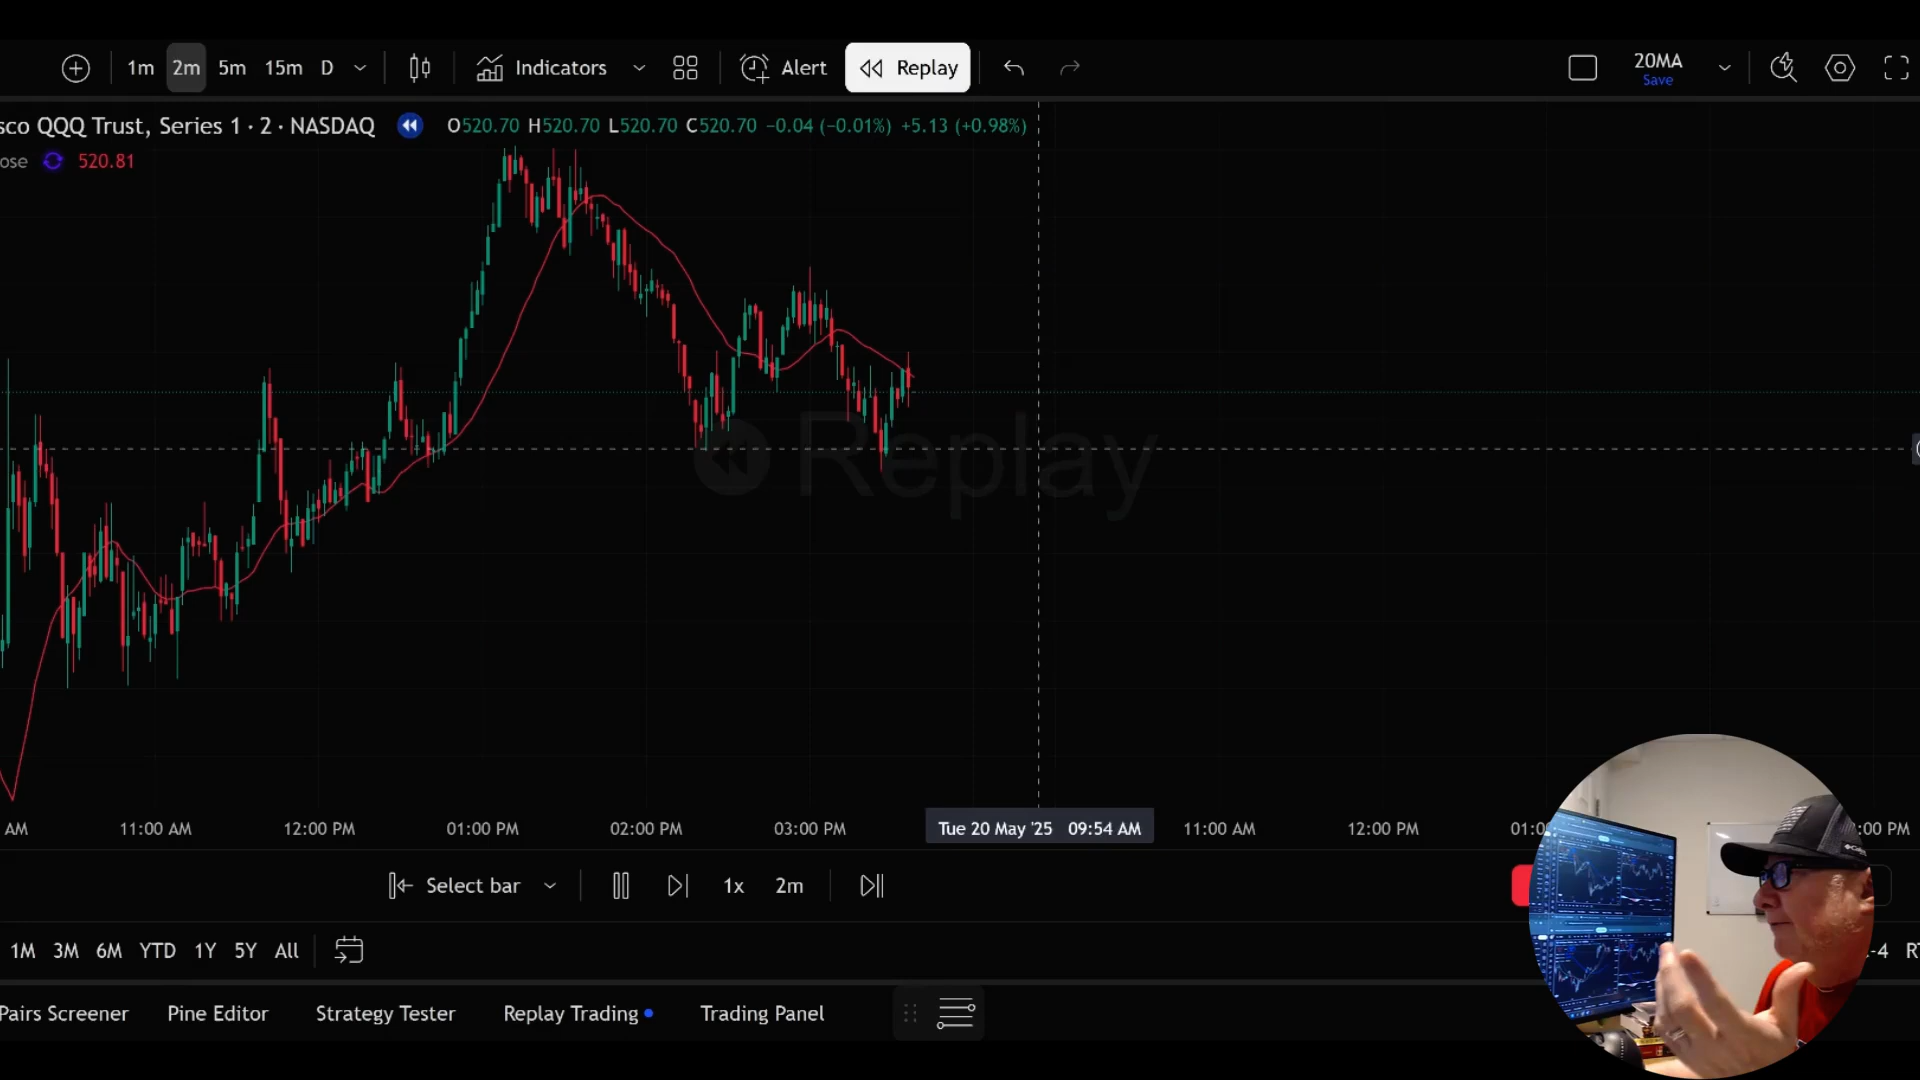 1m 2m 5m 15m D Indicators Alert Replay 20MA
Save
sco QQQ Trust, Series 1 · 2 · NASDAQ O520.70 H520.70 L520.70 C520.70 −0.04 (−0.01%) +5.13 (+0.98%)
ose 520.81
Replay
AM 11:00 AM 12:00 PM 01:00 PM 02:00 PM 03:00 PM Tue 20 May '25 09:54 AM 11:00 AM 12:00 PM 01:0 :00 PM
Select bar 1x 2m
1M 3M 6M YTD 1Y 5Y All -4 RT
Pairs Screener Pine Editor Strategy Tester Replay Trading Trading Panel